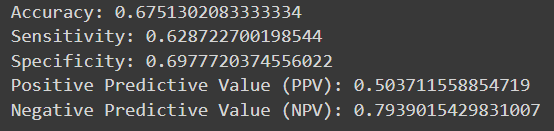 Accuracy: 0.6751302083333334
Sensitivity: 0.628722700198544
Specificity: 0.6977720374556022
Positive Predictive Value (PPV): 0.503711558854719
Negative Predictive Value (NPV): 0.7939015429831007